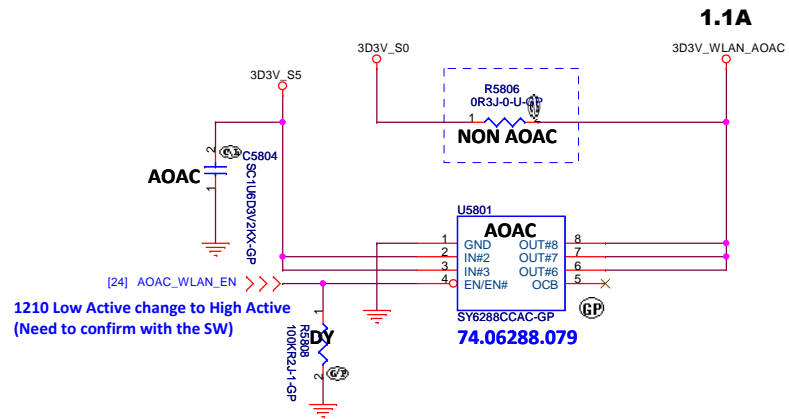 1.1A
3D3V_S0
3D3V_WLAN_AOAC
3D3V_S5
R5806
0R3J-0-U-GP
1
NON AOAC
2
C5804
SC1U6D3V2KX-GP
AOAC
1
U5801
AOAC
1
GND
OUT#8
8
2
IN#2
OUT#7
7
3
IN#3
OUT#6
6
4
EN/EN#
OCB
5
[24] AOAC_WLAN_EN
1210 Low Active change to High Active
(Need to confirm with the SW)
SY6288CCAC-GP
GP
74.06288.079
1
R5808
100KR2J-1-GP
DY
2